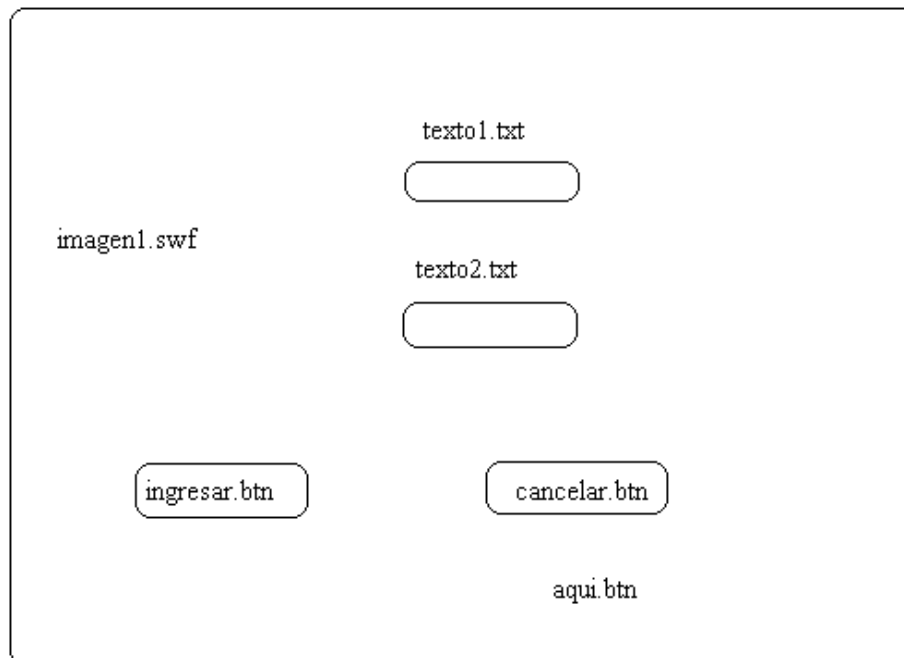 texto1.txt
imagen1.swf
texto2.txt
ingresar.btn
cancelar.btn
aqui.btn